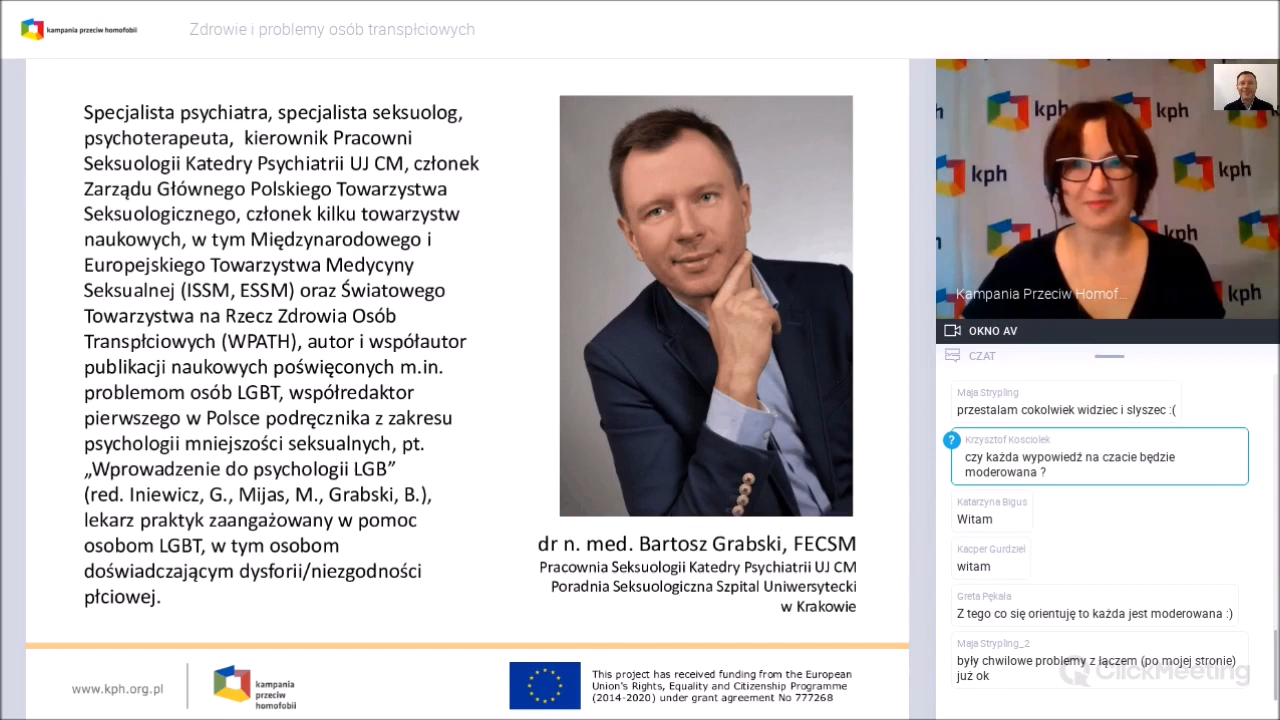 kampania przeciw homofobii
Zdrowie i problemy osób transpłciowych
Specjalista psychiatra, specjalista seksuolog,
psychoterapeuta, kierownik Pracowni
Seksuologii Katedry Psychiatrii UJ CM, członek
Zarządu Głównego Polskiego Towarzystwa
Seksuologicznego, członek kilku towarzystw
naukowych, w tym Międzynarodowego i
Europejskiego Towarzystwa Medycyny
Seksualnej (ISSM, ESSM) oraz Światowego
Towarzystwa na Rzecz Zdrowia Osób
Transpłciowych (WPATH), autor i współautor
publikacji naukowych poświęconych m.in.
problemom osób LGBT, współredaktor
pierwszego w Polsce podręcznika z zakresu
psychologii mniejszości seksualnych, pt.
„Wprowadzenie do psychologii LGB”
(red. Iniewicz, G., Mijas, M., Grabski, B.),
lekarz praktyk zaangażowany w pomoc
osobom LGBT, w tym osobom
doświadczającym dysforii/niezgodności
płciowej.
dr n. med. Bartosz Grabski, FECSM
Pracownia Seksuologii Katedry Psychiatrii UJ CM
Poradnia Seksuologiczna Szpital Uniwersytecki
w Krakowie
www.kph.org.pl
kampania
przeciw
homofobii
This project has received funding from the European
Union's Rights, Equality and Citizenship Programme
(2014-2020) under grant agreement No 777268
kph
kph
kph
kph
kph
Kampania Przeciw Homof...
OKNO AV
CZAT
Maja Strypling
przestalam cokolwiek widziec i slyszec :(
?
Krzysztof Kosciolek
czy każda wypowiedź na czacie będzie
moderowana ?
Katarzyna Bigus
Witam
Kacper Gurdziel
witam
Greta Pękała
Z tego co się orientuję to każda jest moderowana :)
Maja Strypling_2
były chwilowe problemy z łączem (po mojej stronie)
już ok
ClickMeeting